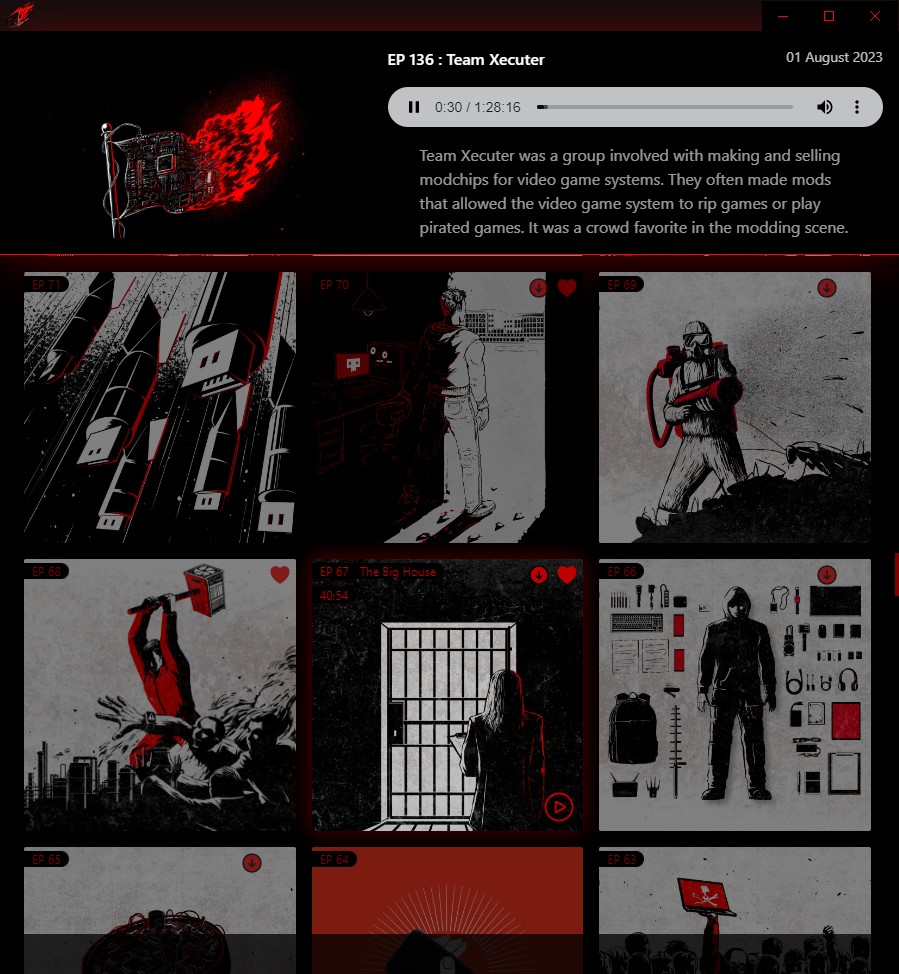 EP 136 : Team Xecuter
01 August 2023
0:30 / 1:28:16
Team Xecuter was a group involved with making and selling
modchips for video game systems. They often made mods
that allowed the video game system to rip games or play
pirated games. It was a crowd favorite in the modding scene.
EP 71
EP 70
EP 69
EP 68
EP 67 The Big House
40:54
EP 66
EP 65
EP 64
EP 63